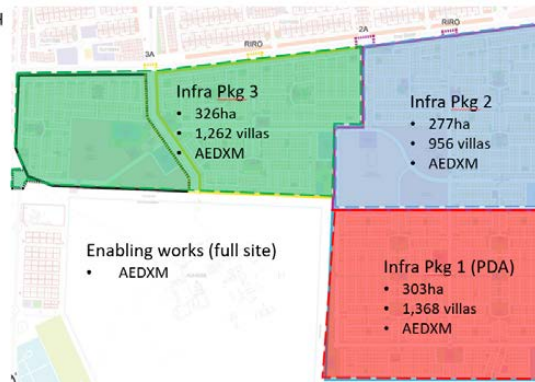 3A
RIRO
2A
RIRO
Infra Pkg 3
• 326ha
• 1,262 villas
• AEDXM
Infra Pkg 2
• 277ha
• 956 villas
• AEDXM
Enabling works (full site)
• AEDXM
Infra Pkg 1 (PDA)
• 303ha
• 1,368 villas
• AEDXM